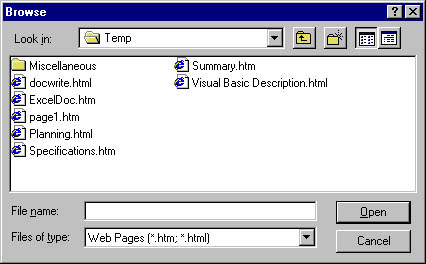 Browse
Look in: Temp
Miscellaneous
docwrite.html
ExcelDoc.htm
page1.htm
Planning.html
Specifications.htm
Summary.htm
Visual Basic Description.html
File name:
Open
Files of type: Web Pages (*.htm; *.html)
Cancel